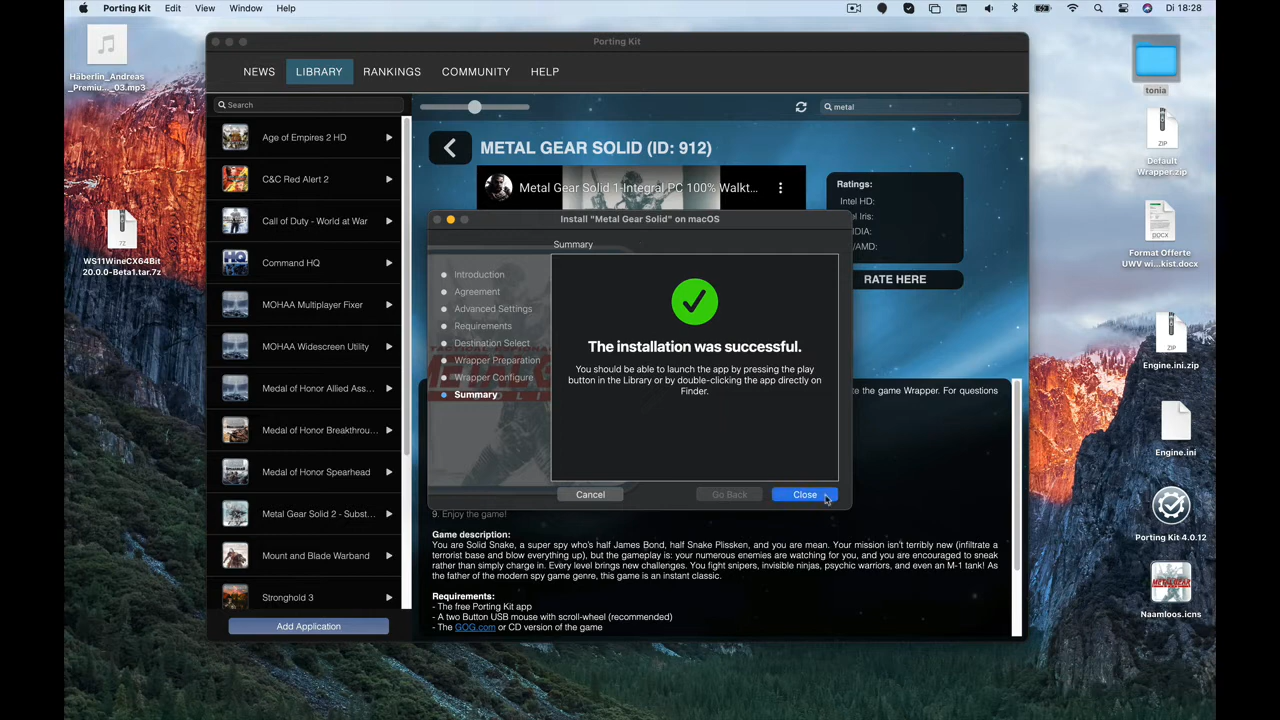 Porting Kit Edit View Window Help
Di 18:28
Häberlin_Andreas
_Premiu..._03.mp3
WS11WineCX64Bit
20.0.0-Beta1.tar.7z
Porting Kit
NEWS LIBRARY RANKINGS COMMUNITY HELP
Search
metal
Age of Empires 2 HD
C&C Red Alert 2
Call of Duty - World at War
Command HQ
MOHAA Multiplayer Fixer
MOHAA Widescreen Utility
Medal of Honor Allied Ass...
Medal of Honor Breakthrou...
Medal of Honor Spearhead
Metal Gear Solid 2 - Subst...
Mount and Blade Warband
Stronghold 3
Add Application
METAL GEAR SOLID (ID: 912)
Metal Gear Solid 1 Integral PC 100% Walkt...
Ratings:
Intel HD:
el Iris:
IDIA:
/AMD:
RATE HERE
Install "Metal Gear Solid" on macOS
Summary
Introduction
Agreement
Advanced Settings
Requirements
Destination Select
Wrapper Preparation
Wrapper Configure
Summary
The installation was successful.
You should be able to launch the app by pressing the play
button in the Library or by double-clicking the app directly on
Finder.
Cancel
Go Back
Close
te the game Wrapper. For questions
9. Enjoy the game!
Game description:
You are Solid Snake, a super spy who's half James Bond, half Snake Plissken, and you are mean. Your mission isn't terribly new (infiltrate a
terrorist base and blow everything up), but the gameplay is: your numerous enemies are watching for you, and you are encouraged to sneak
rather than simply charge in. Every level brings new challenges. You fight snipers, invisible ninjas, psychic warriors, and even an M-1 tank! As
the father of the modern spy game genre, this game is an instant classic.
Requirements:
- The free Porting Kit app
- A two Button USB mouse with scroll-wheel (recommended)
- The GOG.com or CD version of the game
tonia
ZIP
Default
Wrapper.zip
DOCX
Format Offerte
UWV wi...kist.docx
ZIP
Engine.ini.zip
Engine.ini
Porting Kit 4.0.12
Naamloos.icns